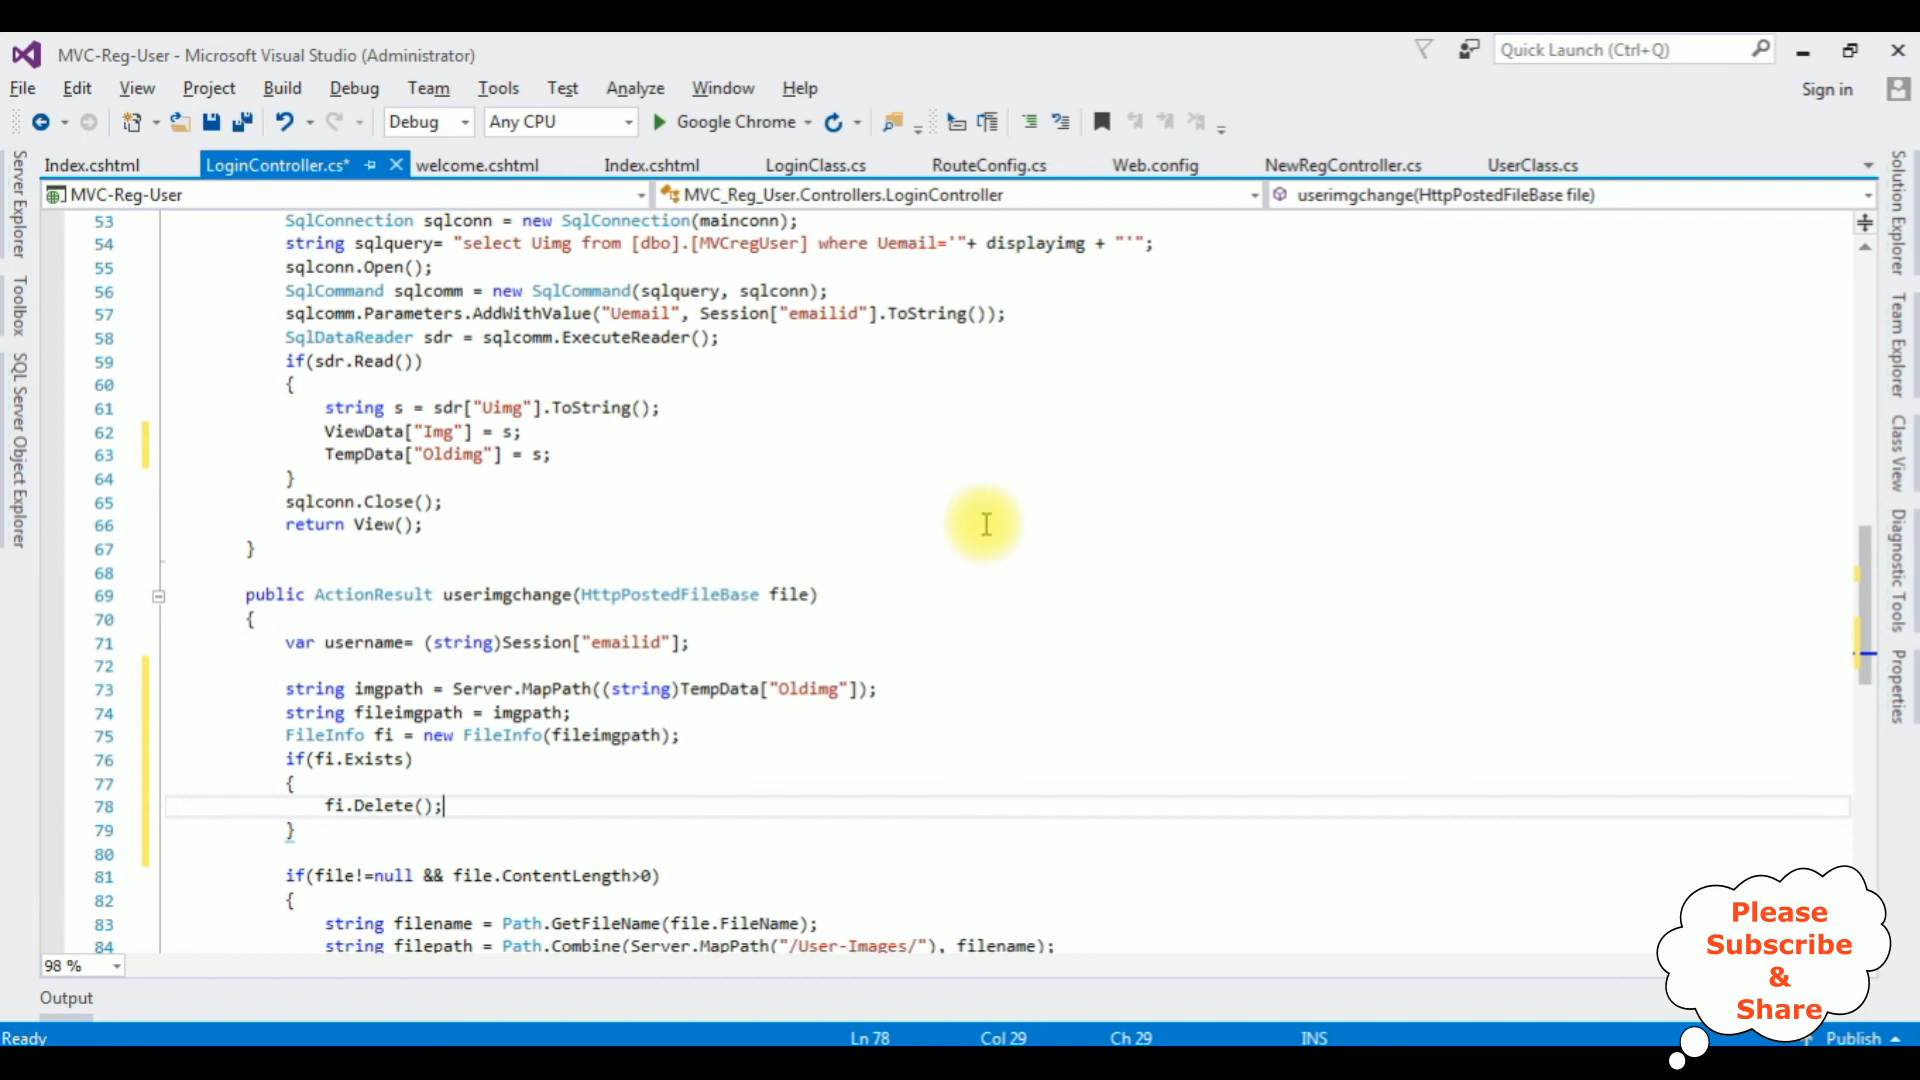 MVC-Reg-User - Microsoft Visual Studio (Administrator)
Quick Launch (Ctrl+Q)
File Edit View Project Build Debug Team Tools Test Analyze Window Help
Sign in
Debug Any CPU Google Chrome
Index.cshtml LoginController.cs* welcome.cshtml Index.cshtml LoginClass.cs RouteConfig.cs Web.config NewRegController.cs UserClass.cs
MVC-Reg-User MVC_Reg_User.Controllers.LoginController userimgchange(HttpPostedFileBase file)
Server Explorer
Toolbox
SQL Server Object Explorer
53 SqlConnection sqlconn = new SqlConnection(mainconn);
54 string sqlquery= "select Uimg from [dbo].[MVCregUser] where Uemail='"+ displayimg + "'";
55 sqlconn.Open();
56 SqlCommand sqlcomm = new SqlCommand(sqlquery, sqlconn);
57 sqlcomm.Parameters.AddWithValue("Uemail", Session["emailid"].ToString());
58 SqlDataReader sdr = sqlcomm.ExecuteReader();
59 if(sdr.Read())
60 {
61 string s = sdr["Uimg"].ToString();
62 ViewData["Img"] = s;
63 TempData["Oldimg"] = s;
64 }
65 sqlconn.Close();
66 return View();
67 }
68
69 public ActionResult userimgchange(HttpPostedFileBase file)
70 {
71 var username= (string)Session["emailid"];
72
73 string imgpath = Server.MapPath((string)TempData["Oldimg"]);
74 string fileimgpath = imgpath;
75 FileInfo fi = new FileInfo(fileimgpath);
76 if(fi.Exists)
77 {
78 fi.Delete();
79 }
80
81 if(file!=null && file.ContentLength>0)
82 {
83 string filename = Path.GetFileName(file.FileName);
84 string filepath = Path.Combine(Server.MapPath("/User-Images/"), filename);
98 %
Solution Explorer
Team Explorer
Class View
Diagnostic Tools
Properties
Please
Subscribe
&
Share
Output
Ready Ln 78 Col 29 Ch 29 INS Publish